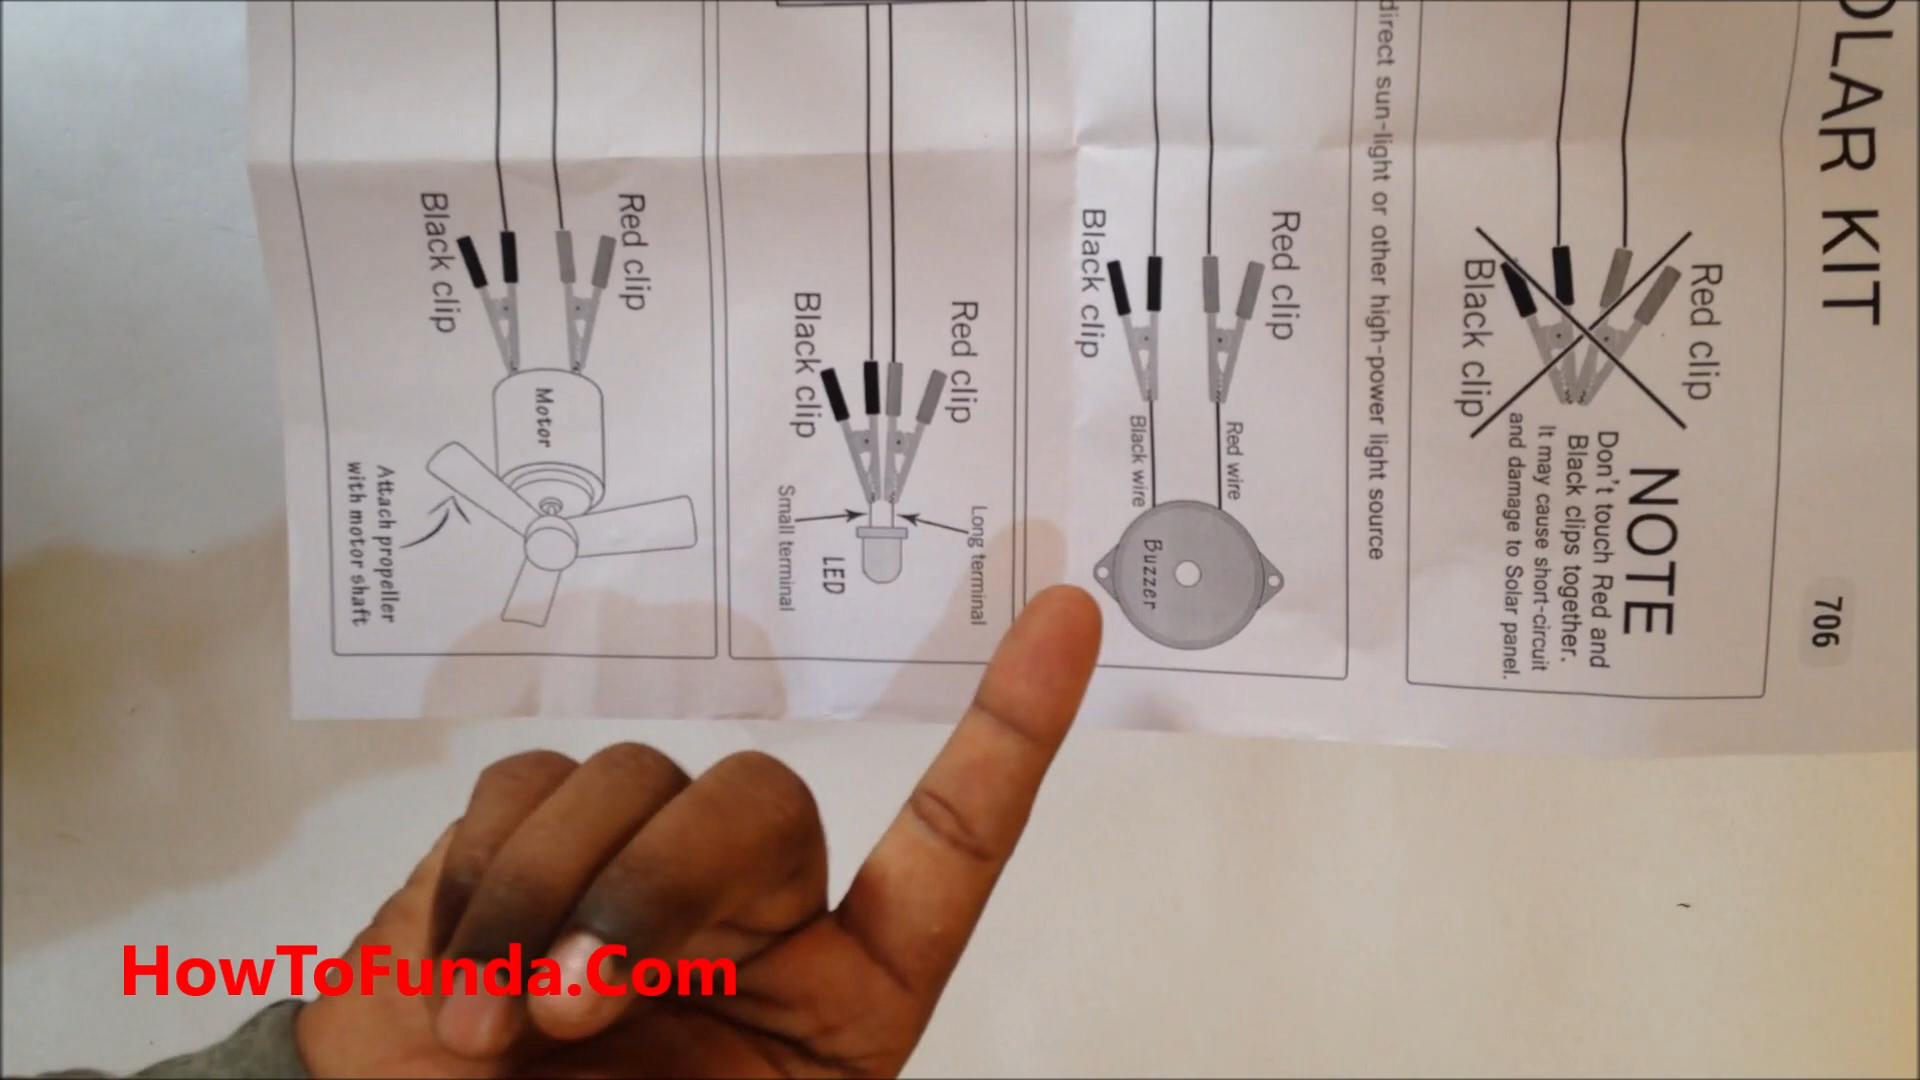 OLAR KIT
706
NOTE
Don't touch Red and
Black clips together.
It may cause short-circuit
and damage to Solar panel.
Red clip
Black clip
direct sun-light or other high-power light source
Red clip
Black clip
Red wire
Black wire
Buzzer
Red clip
Black clip
Long terminal
Small terminal
LED
Red clip
Black clip
Motor
Attach propeller
with motor shaft
HowToFunda.Com